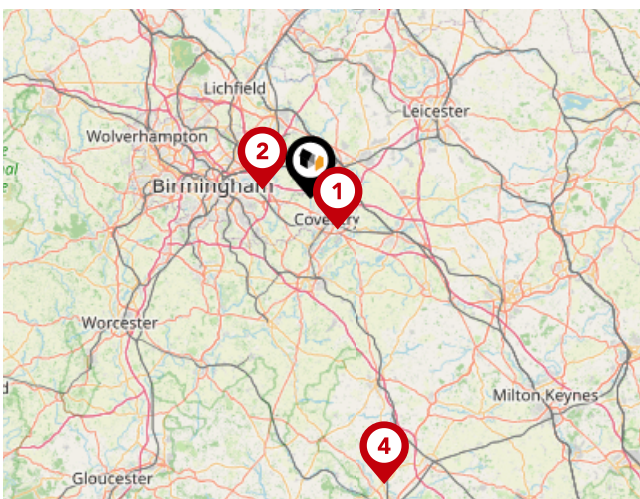 Lichfield
Leicester
Wolverhampton
2
Birmingham
1
Coventry
Worcester
Milton Keynes
4
Gloucester